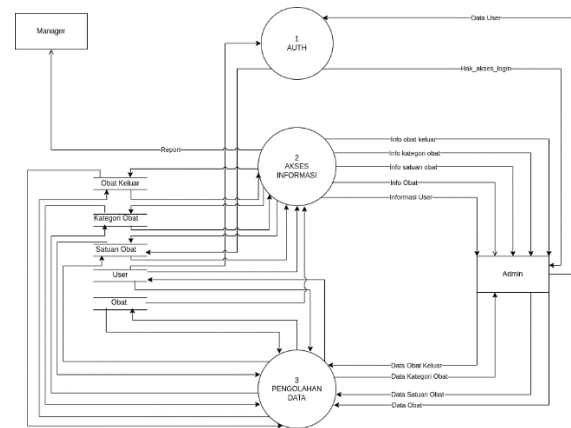 Manager
1
AUTH
Data User
Hak_akses_login
Report
2
AKSES
INFORMASI
Info obat keluar
Info kategori obat
Info satuan obat
Info Obat
Informasi User
Obat Keluar
Kategori Obat
Satuan Obat
User
Obat
Admin
3
PENGOLAHAN
DATA
Data Obat Keluar
Data Kategori Obat
Data Satuan Obat
Data Obat